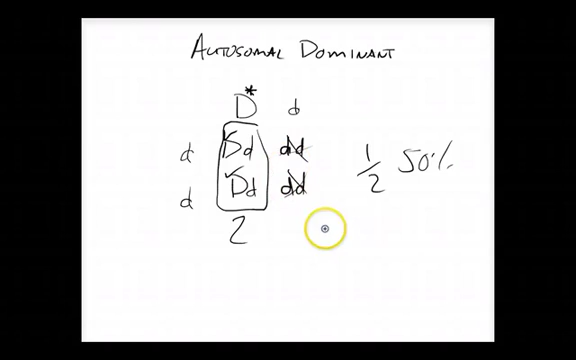 AUTOSOMAL DOMINANT
D* d
d Dd dd
d Dd dd
2
1/2 50%